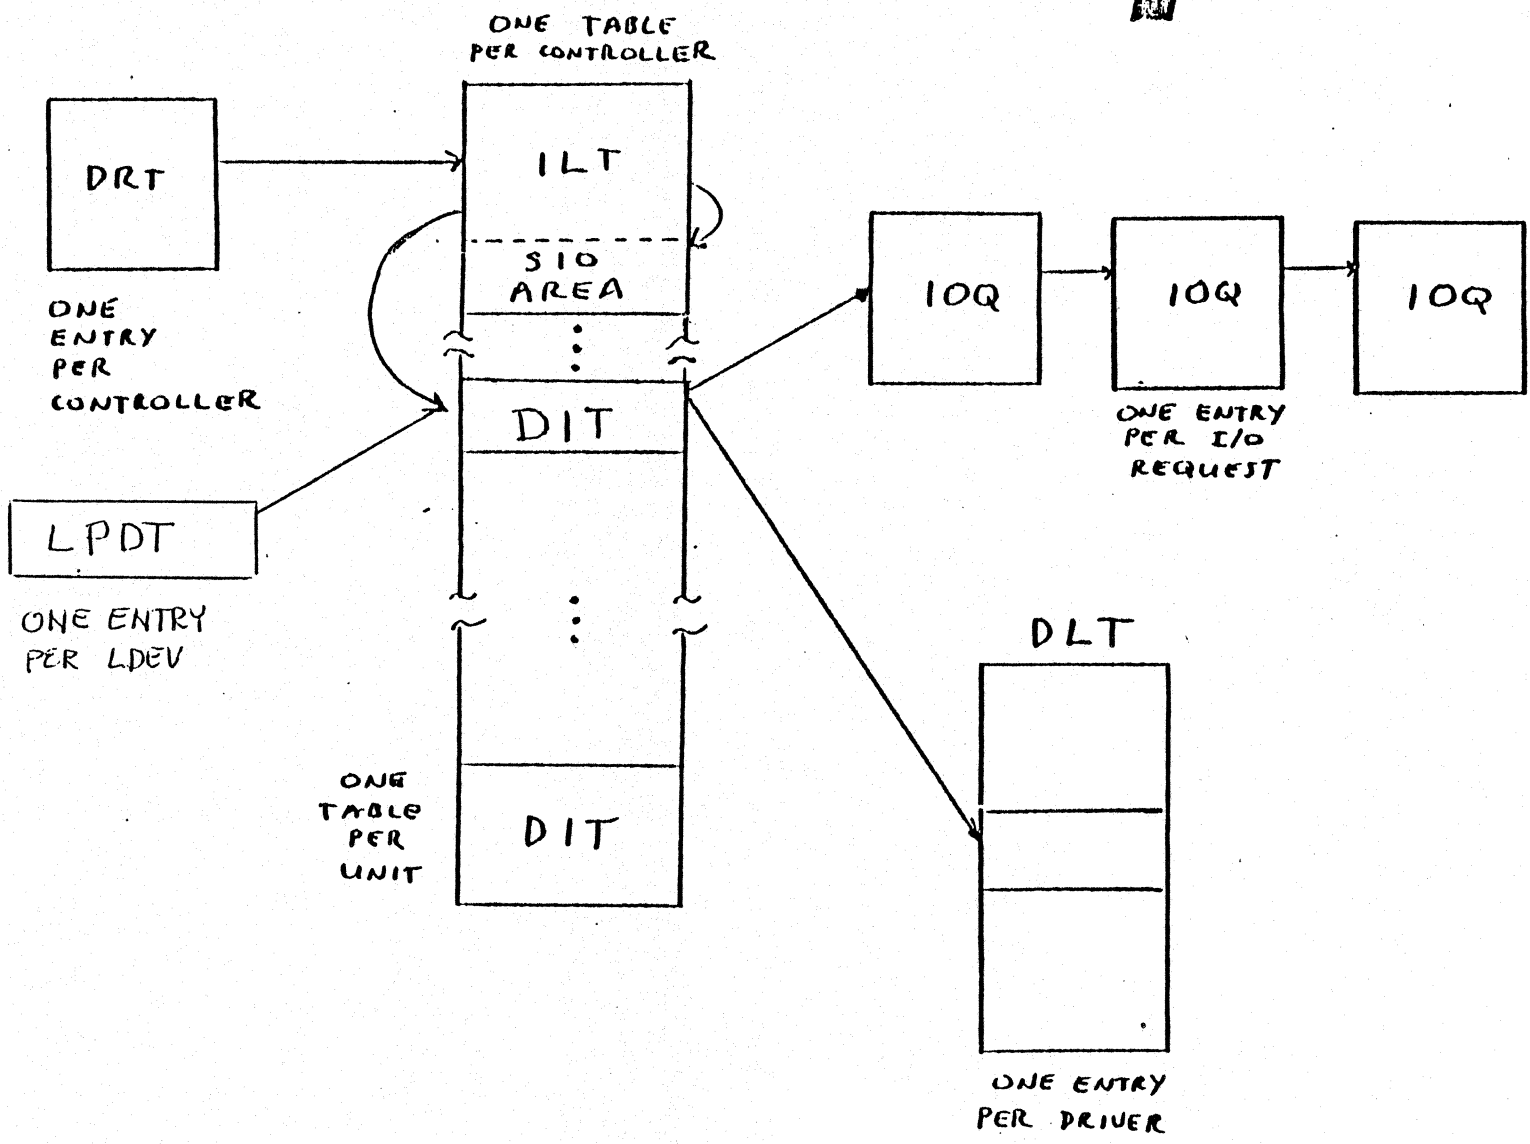 ONE TABLE
PER CONTROLLER
DRT
ILT
SIO
AREA
ONE
ENTRY
PER
CONTROLLER
IOQ
IOQ
IOQ
ONE ENTRY
PER I/O
REQUEST
DIT
LPDT
ONE ENTRY
PER LDEV
DLT
ONE
TABLE
PER
UNIT
DIT
ONE ENTRY
PER DRIVER